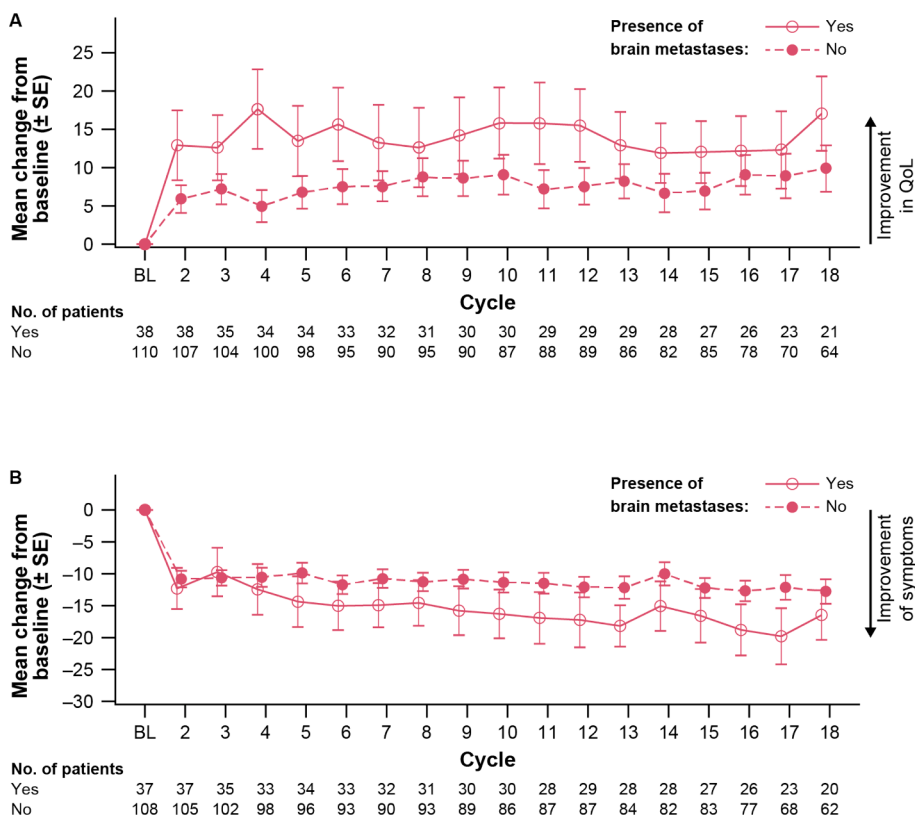 A
Presence of
brain metastases:
Yes
No
Mean change from
baseline (± SE)
25
20
15
10
5
0
Improvement
in QoL
BL 2 3 4 5 6 7 8 9 10 11 12 13 14 15 16 17 18
Cycle
No. of patients
Yes 38 38 35 34 34 33 32 31 30 30 29 29 29 28 27 26 23 21
No 110 107 104 100 98 95 90 95 90 87 88 89 86 82 85 78 70 64
B
Presence of
brain metastases:
Yes
No
Mean change from
baseline (± SE)
–0
–5
–10
–15
–20
–25
–30
Improvement
of symptoms
BL 2 3 4 5 6 7 8 9 10 11 12 13 14 15 16 17 18
Cycle
No. of patients
Yes 37 37 35 33 34 33 32 31 30 30 28 29 28 28 27 26 23 20
No 108 105 102 98 96 93 90 93 89 86 87 87 84 82 83 77 68 62